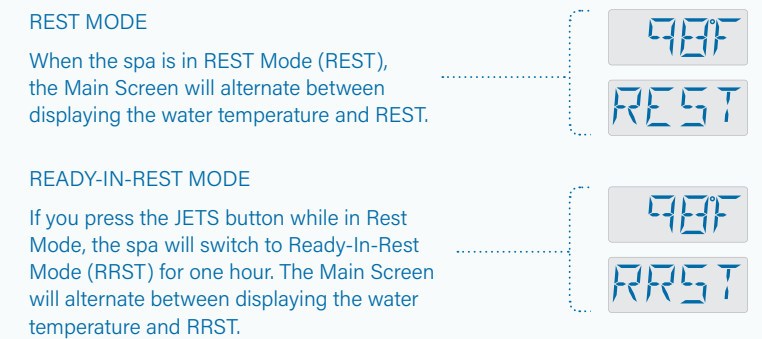 REST MODE
When the spa is in REST Mode (REST),
the Main Screen will alternate between
displaying the water temperature and REST.
98°F
REST
READY-IN-REST MODE
If you press the JETS button while in Rest
Mode, the spa will switch to Ready-In-Rest
Mode (RRST) for one hour. The Main Screen
will alternate between displaying the water
temperature and RRST.
98°F
RRST